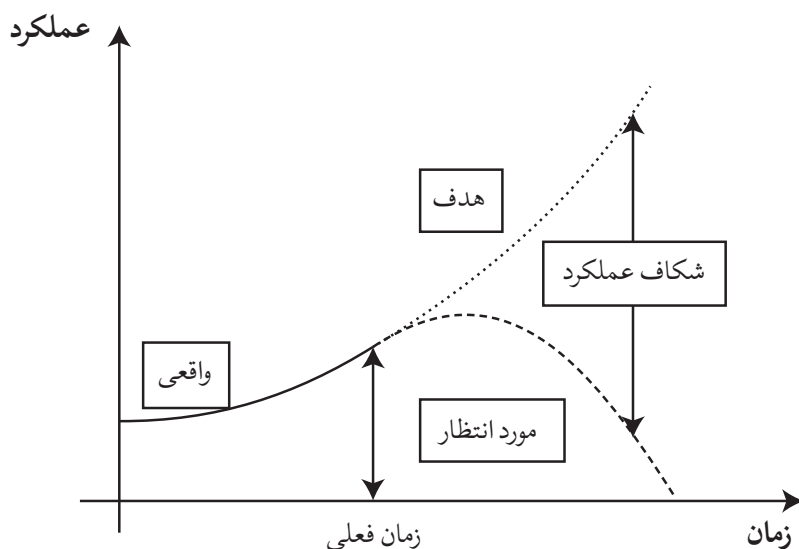 عملکرد
هدف
شکاف عملکرد
واقعی
مورد انتظار
زمان فعلی
زمان